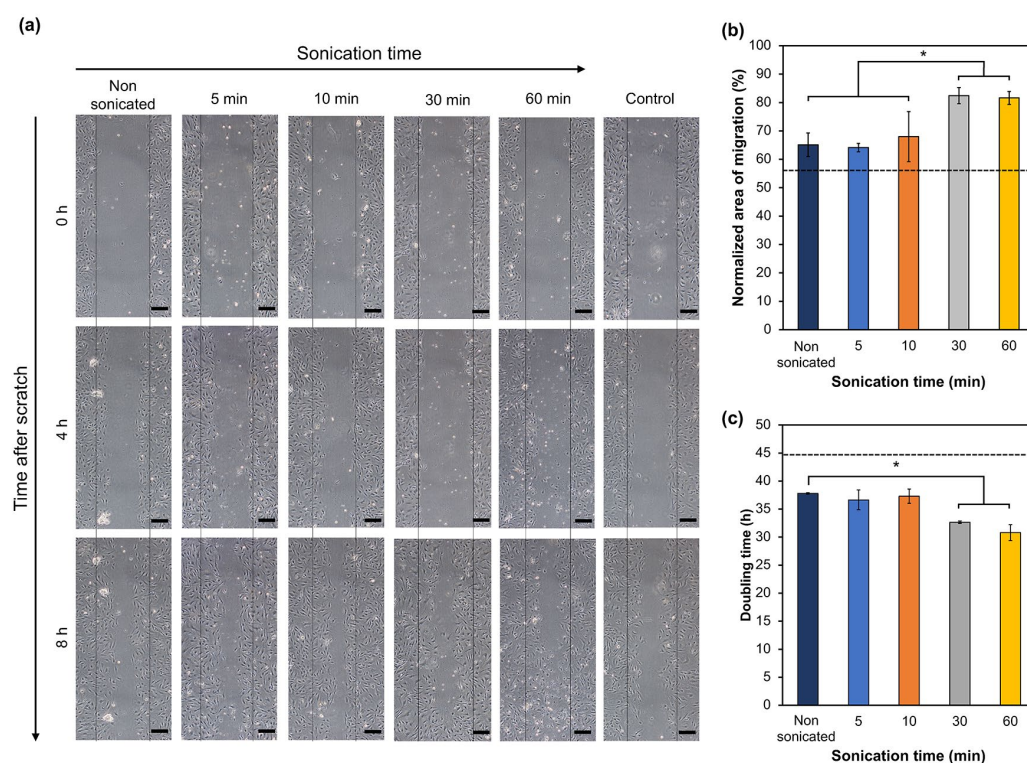 (a)
Sonication time
Non
sonicated
5 min
10 min
30 min
60 min
Control
Time after scratch
0 h
4 h
8 h
(b)
Normalized area of migration (%)
100
90
80
70
60
50
40
30
20
10
0
*
Non
sonicated
5
10
30
60
Sonication time (min)
(c)
Doubling time (h)
50
45
40
35
30
25
20
15
10
5
0
*
Non
sonicated
5
10
30
60
Sonication time (min)